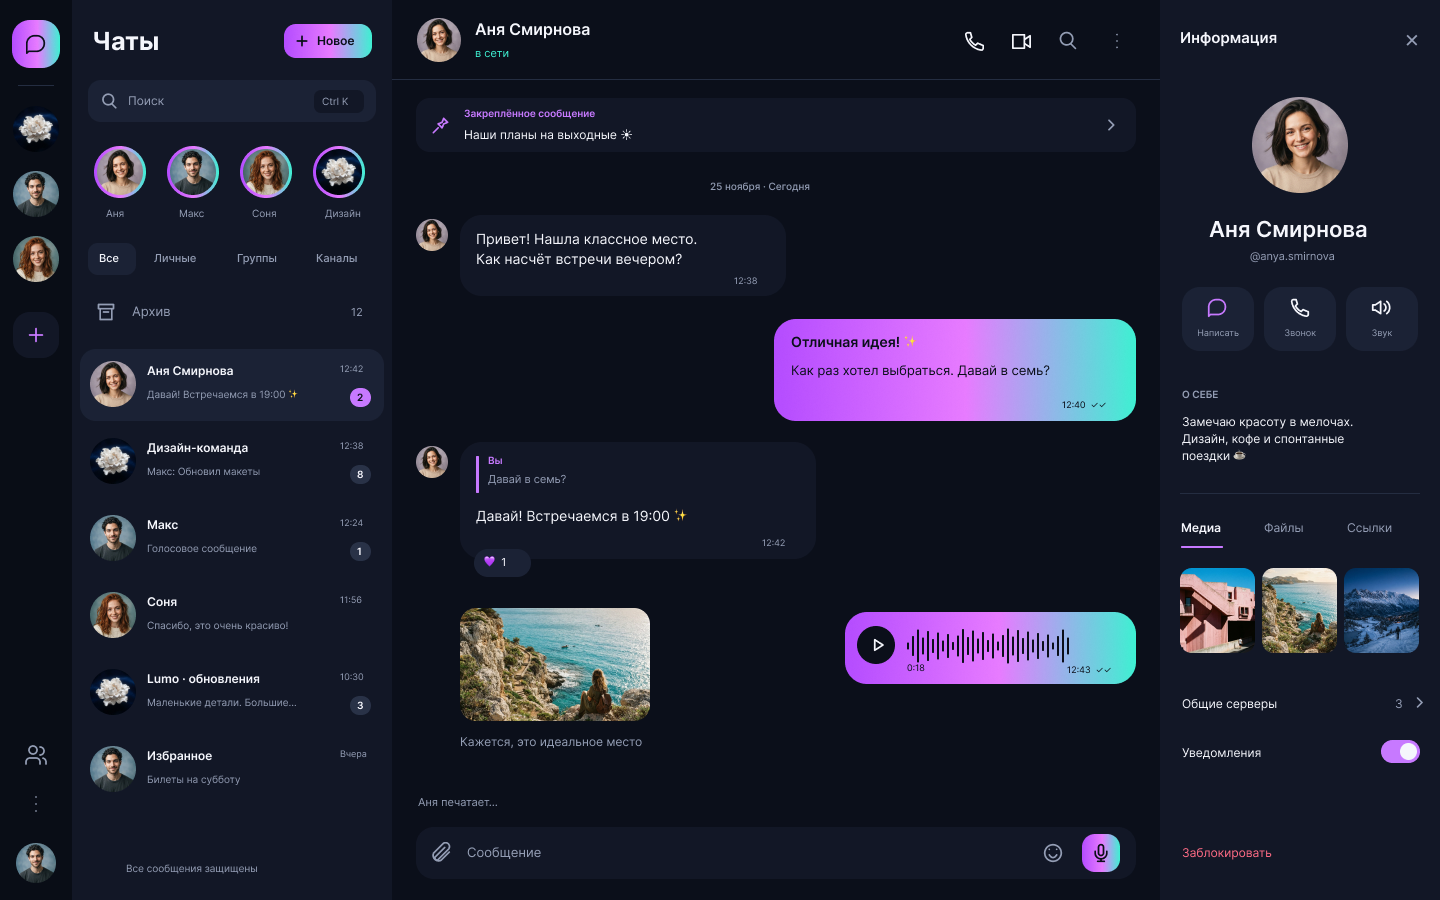 Чаты
+ Новое
Поиск
Ctrl K
Аня
Макс
Соня
Дизайн
Все
Личные
Группы
Каналы
Архив
12
Аня Смирнова
12:42
Давай! Встречаемся в 19:00 ✨
2
Дизайн-команда
12:38
Макс: Обновил макеты
8
Макс
12:24
Голосовое сообщение
1
Соня
11:56
Спасибо, это очень красиво!
Lumo · обновления
10:30
Маленькие детали. Большие...
3
Избранное
Вчера
Билеты на субботу
Все сообщения защищены
Аня Смирнова
в сети
Закреплённое сообщение
Наши планы на выходные ☀
25 ноября · Сегодня
Привет! Нашла классное место.
Как насчёт встречи вечером?
12:38
Отличная идея! ✨
Как раз хотел выбраться. Давай в семь?
12:40 ✓✓
Вы
Давай в семь?
Давай! Встречаемся в 19:00 ✨
12:42
💜 1
Кажется, это идеальное место
0:18
12:43 ✓✓
Аня печатает...
Сообщение
Информация
Аня Смирнова
@anya.smirnova
Написать
Звонок
Звук
О СЕБЕ
Замечаю красоту в мелочах.
Дизайн, кофе и спонтанные
поездки ☕
Медиа
Файлы
Ссылки
Общие серверы
3
Уведомления
Заблокировать